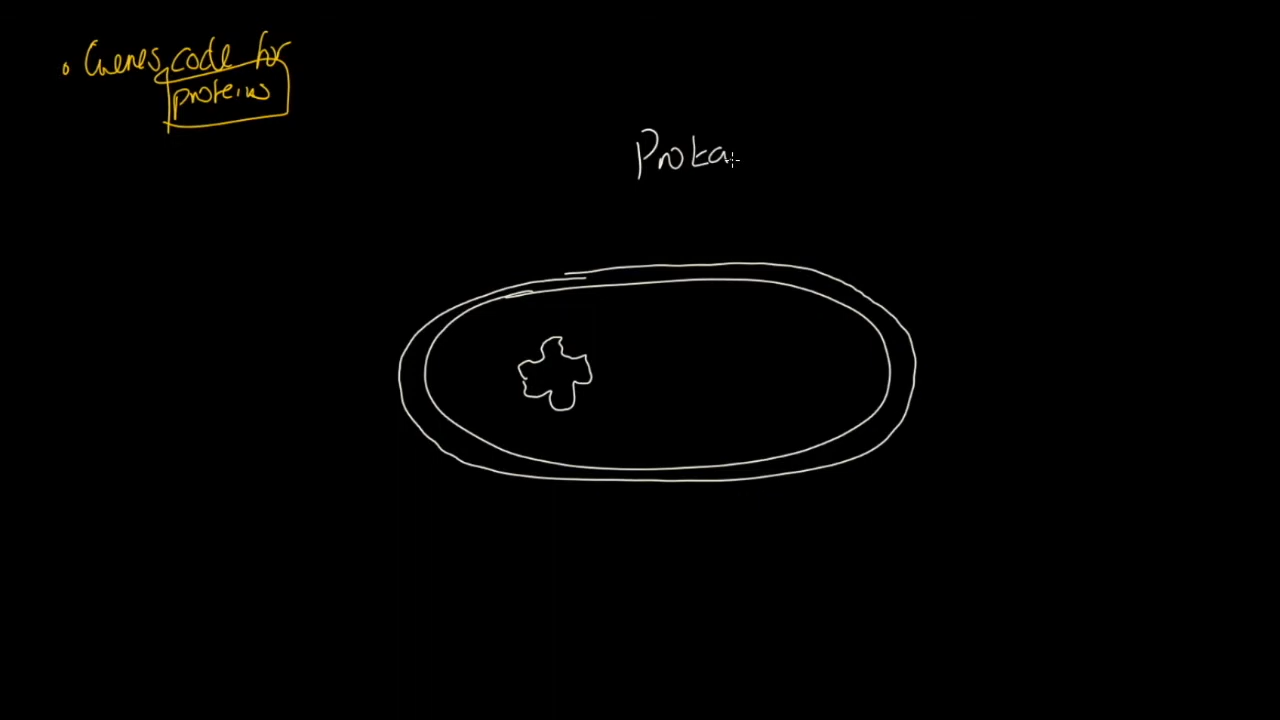 • Genes code for
proteins
Proka